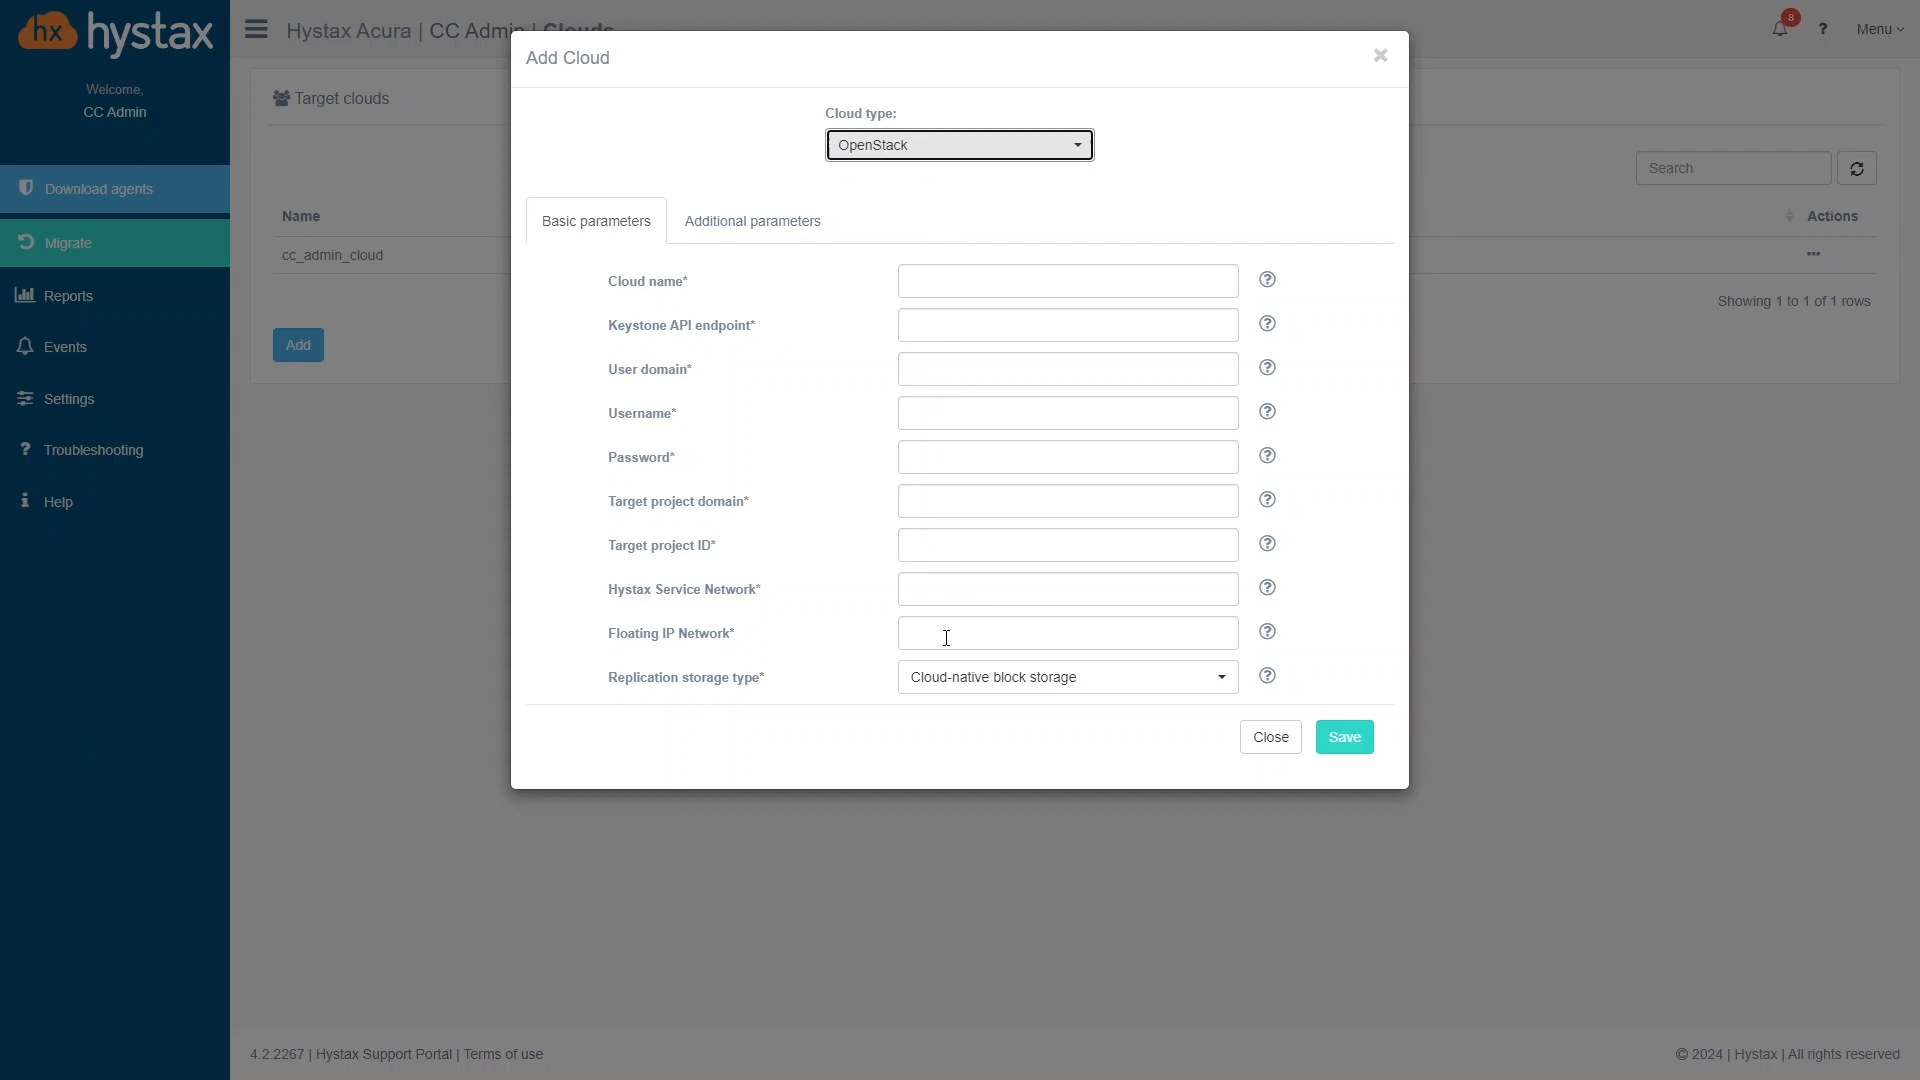 hx hystax
Welcome,
CC Admin
Download agents
Migrate
Reports
Events
Settings
? Troubleshooting
Help
Hystax Acura | CC Admin | Clouds
8
?
Menu
Target clouds
Search
Name
Actions
cc_admin_cloud
Showing 1 to 1 of 1 rows
Add
Add Cloud
Cloud type:
OpenStack
Basic parameters
Additional parameters
Cloud name*
Keystone API endpoint*
User domain*
Username*
Password*
Target project domain*
Target project ID*
Hystax Service Network*
Floating IP Network*
Replication storage type*
Cloud-native block storage
Close
Save
4.2.2267 | Hystax Support Portal | Terms of use
© 2024 | Hystax | All rights reserved